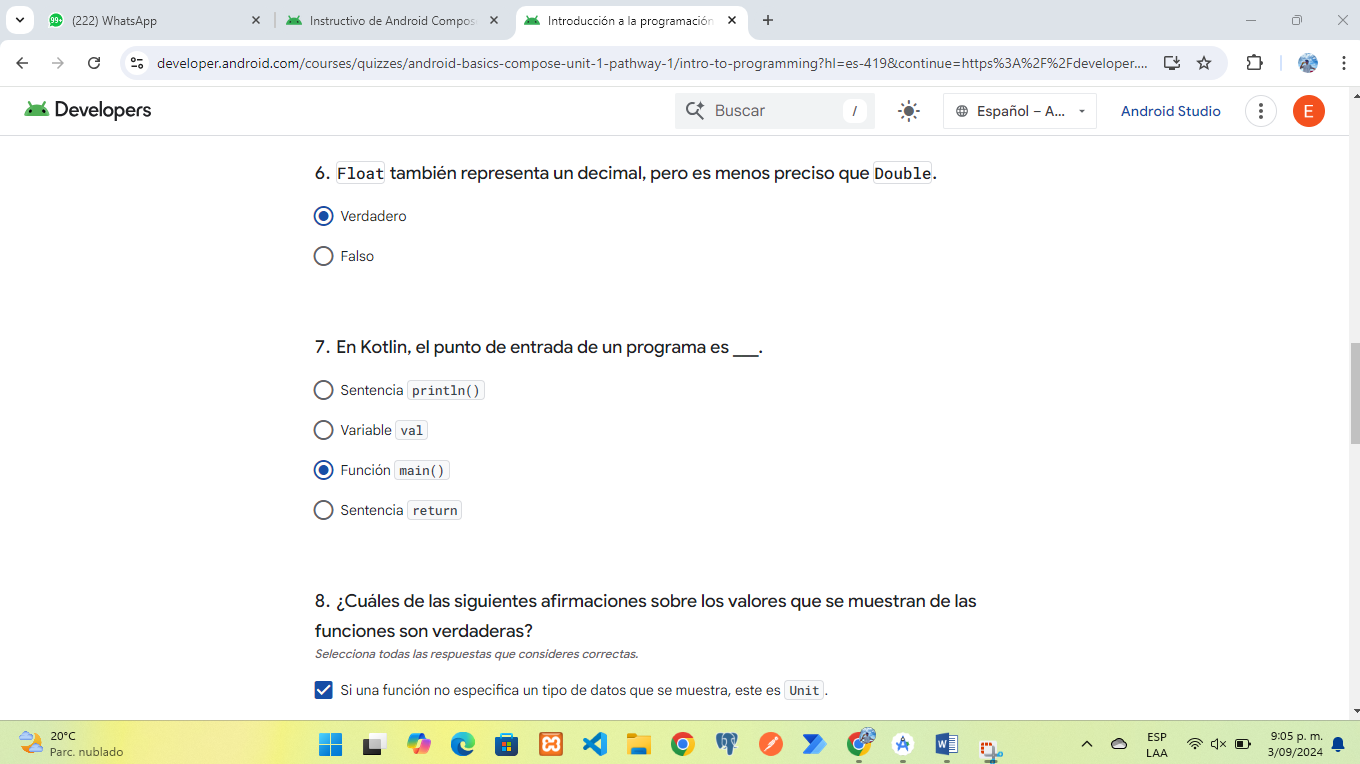 (222) WhatsApp
Instructivo de Android Compose
Introducción a la programación
developer.android.com/courses/quizzes/android-basics-compose-unit-1-pathway-1/intro-to-programming?hl=es-419&continue=https%3A%2F%2Fdeveloper....
Developers
Buscar
/
Español – A...
Android Studio
E
6. Float también representa un decimal, pero es menos preciso que Double.
Verdadero
Falso
7. En Kotlin, el punto de entrada de un programa es ___.
Sentencia println()
Variable val
Función main()
Sentencia return
8. ¿Cuáles de las siguientes afirmaciones sobre los valores que se muestran de las
funciones son verdaderas?
Selecciona todas las respuestas que consideres correctas.
Si una función no especifica un tipo de datos que se muestra, este es Unit.
20°C
Parc. nublado
ESP
LAA
9:05 p. m.
3/09/2024